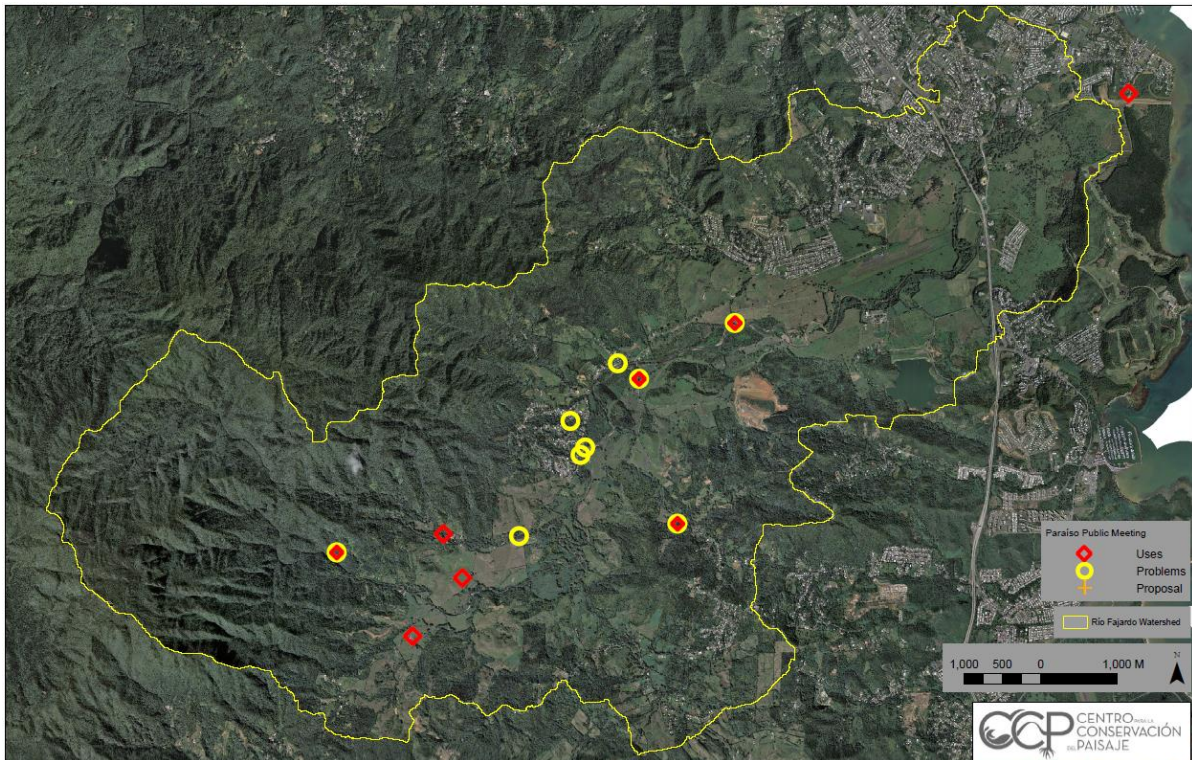 Paraíso Public Meeting
Uses
Problems
Proposal
Río Fajardo Watershed
1,000 500 0 1,000 M
N
CCP
CENTRO PARA LA
CONSERVACIÓN
DEL PAISAJE